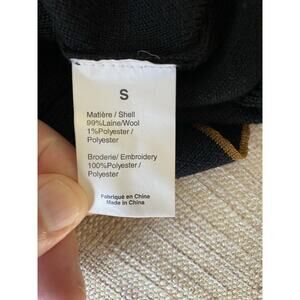 S
Matière / Shell
99%Laine/Wool
1%Polyester /
Polyester
Broderie/ Embroidery
100%Polyester /
Polyester
Fabriqué en Chine
Made in China